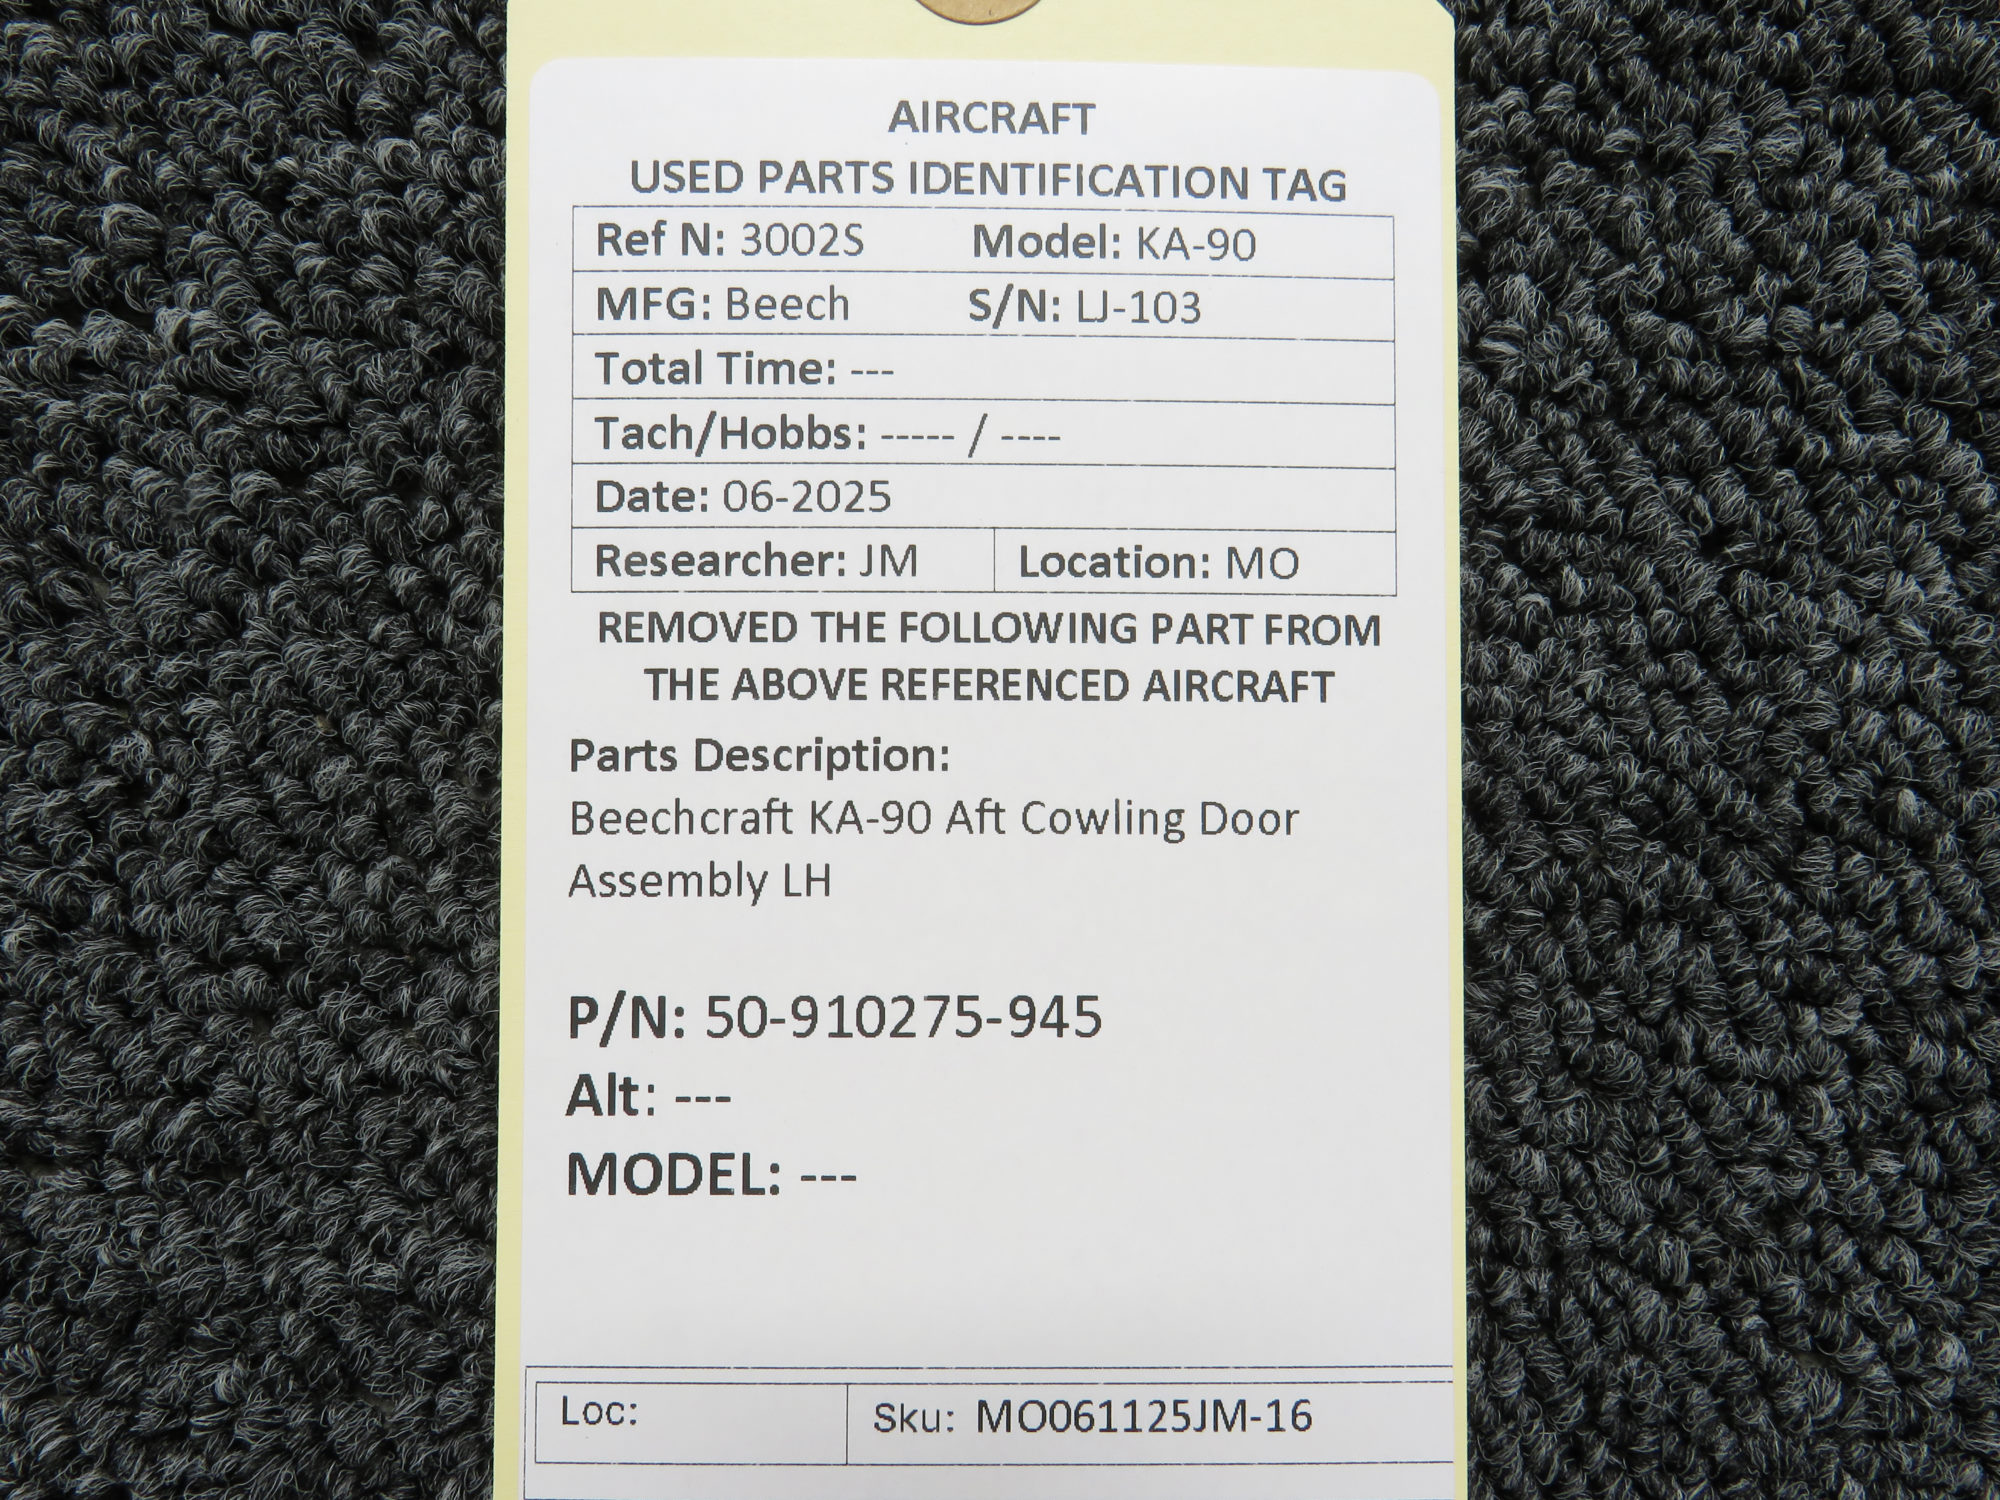 AIRCRAFT
USED PARTS IDENTIFICATION TAG
Ref N: 3002S Model: KA-90
MFG: Beech S/N: LJ-103
Total Time: ---
Tach/Hobbs: ----- / ----
Date: 06-2025
Researcher: JM Location: MO
REMOVED THE FOLLOWING PART FROM
THE ABOVE REFERENCED AIRCRAFT
Parts Description:
Beechcraft KA-90 Aft Cowling Door
Assembly LH
P/N: 50-910275-945
Alt: ---
MODEL: ---
Loc: Sku: MO061125JM-16